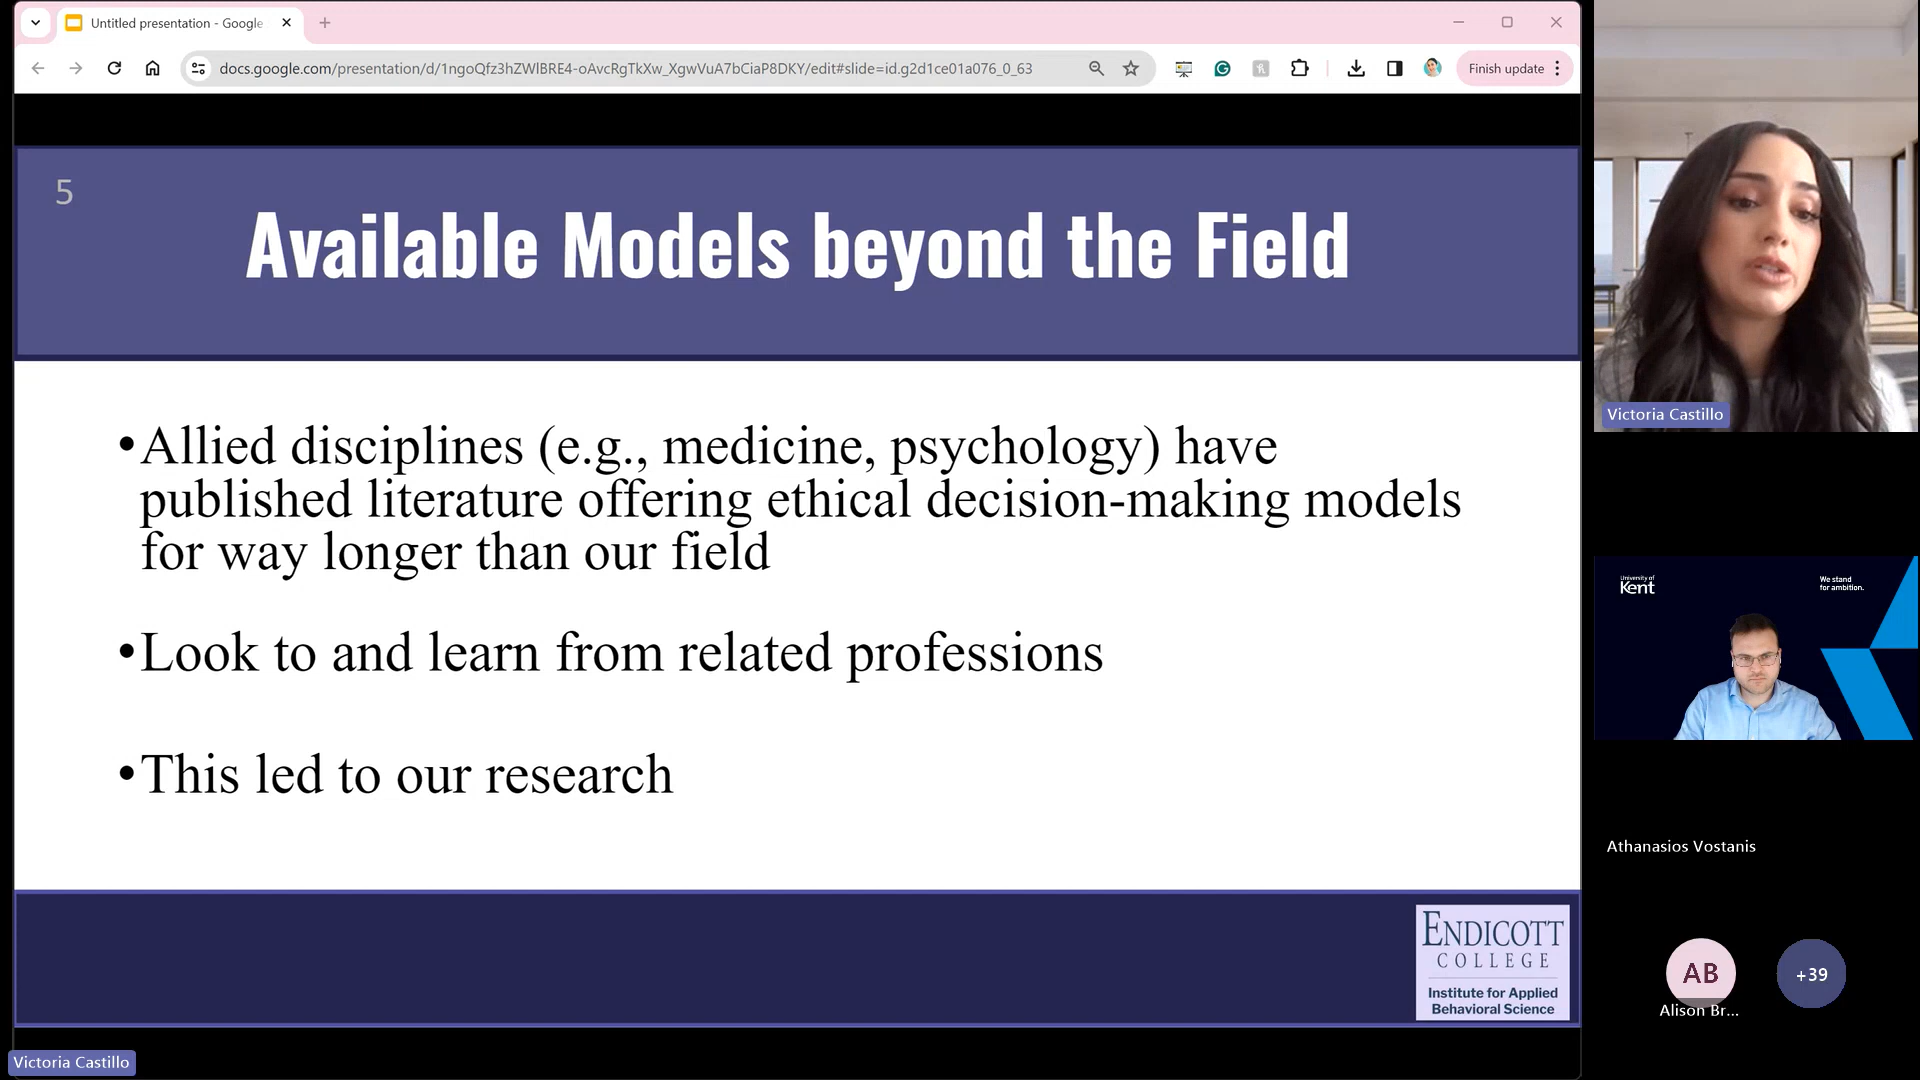 Untitled presentation - Google
docs.google.com/presentation/d/1ngoQfz3hZWlBRE4-oAvcRgTkXw_XgwVuA7bCiaP8DKY/edit#slide=id.g2d1ce01a076_0_63
Finish update
5
Available Models beyond the Field
•Allied disciplines (e.g., medicine, psychology) have
published literature offering ethical decision-making models
for way longer than our field
•Look to and learn from related professions
•This led to our research
ENDICOTT
COLLEGE
Institute for Applied
Behavioral Science
Victoria Castillo
Victoria Castillo
University of
Kent
We stand
for ambition.
Athanasios Vostanis
AB
Alison Br...
+39